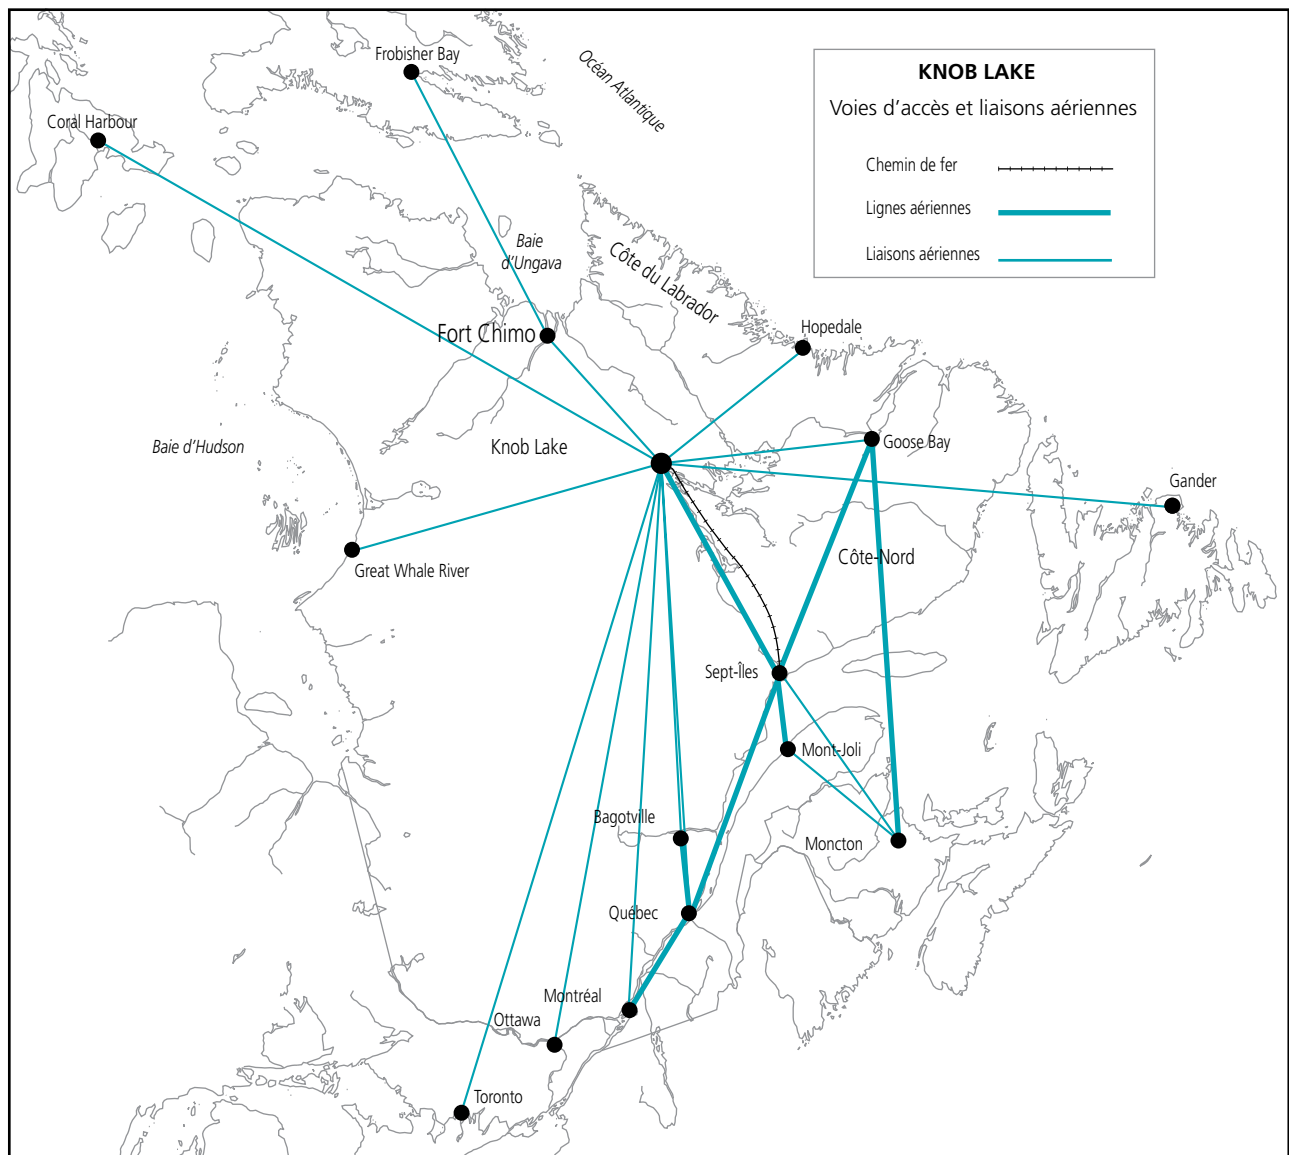 Frobisher Bay
Océan Atlantique
KNOB LAKE
Voies d’accès et liaisons aériennes
Coral Harbour
Chemin de fer
Lignes aériennes
Baie
d’Ungava
Côte du Labrador
Liaisons aériennes
Fort Chimo
Hopedale
Baie d’Hudson
Knob Lake
Goose Bay
Gander
Great Whale River
Côte-Nord
Sept-Îles
Mont-Joli
Bagotville
Moncton
Québec
Montréal
Ottawa
Toronto